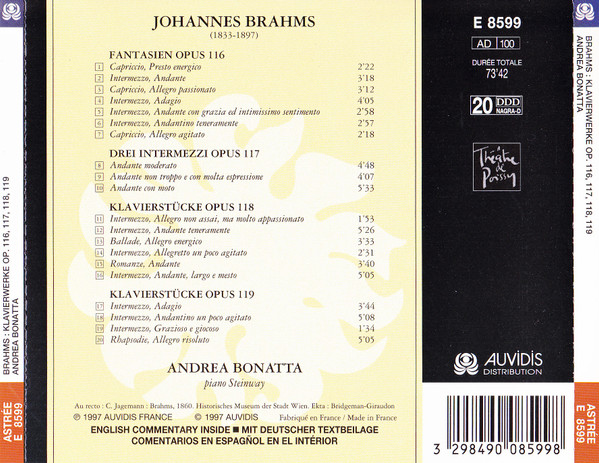 BRAHMS : KLAVIERWERKE OP. 116, 117, 118, 119
ANDREA BONATTA
ASTRÉE
E 8599
JOHANNES BRAHMS
(1833-1897)
FANTASIEN OPUS 116
1 Capriccio, Presto energico 2'22
2 Intermezzo, Andante 3'18
3 Capriccio, Allegro passionato 3'12
4 Intermezzo, Adagio 4'05
5 Intermezzo, Andante con grazia ed intimissimo sentimento 2'58
6 Intermezzo, Andantino teneramente 2'57
7 Capriccio, Allegro agitato 2'18
DREI INTERMEZZI OPUS 117
8 Andante moderato 4'48
9 Andante non troppo e con molta espressione 4'07
10 Andante con moto 5'33
KLAVIERSTÜCKE OPUS 118
11 Intermezzo, Allegro non assai, ma molto appassionato 1'53
12 Intermezzo, Andante teneramente 5'26
13 Ballade, Allegro energico 3'33
14 Intermezzo, Allegretto un poco agitato 2'31
15 Romanze, Andante 3'40
16 Intermezzo, Andante, largo e mesto 5'05
KLAVIERSTÜCKE OPUS 119
17 Intermezzo, Adagio 3'44
18 Intermezzo, Andantino un poco agitato 5'08
19 Intermezzo, Grazioso e giocoso 1'34
20 Rhapsodie, Allegro risoluto 5'05
ANDREA BONATTA
piano Steinway
Au recto : C. Jagemann : Brahms, 1860. Historisches Museum der Stadt Wien. Ekta : Bridgeman-Giraudon
℗ 1997 AUVIDIS FRANCE © 1997 AUVIDIS Fabriqué en France / Made in France
ENGLISH COMMENTARY INSIDE ■ MIT DEUTSCHER TEXTBEILAGE
COMENTARIOS EN ESPAÑOL EN EL INTÉRIOR
E 8599
AD 100
DURÉE TOTALE
73'42
20 DDD
NAGRA-D
Théâtre
de
Poissy
AUVIDIS
DISTRIBUTION
3 298490 085998
BRAHMS : KLAVIERWERKE OP. 116, 117, 118, 119
ANDREA BONATTA
ASTRÉE
E 8599